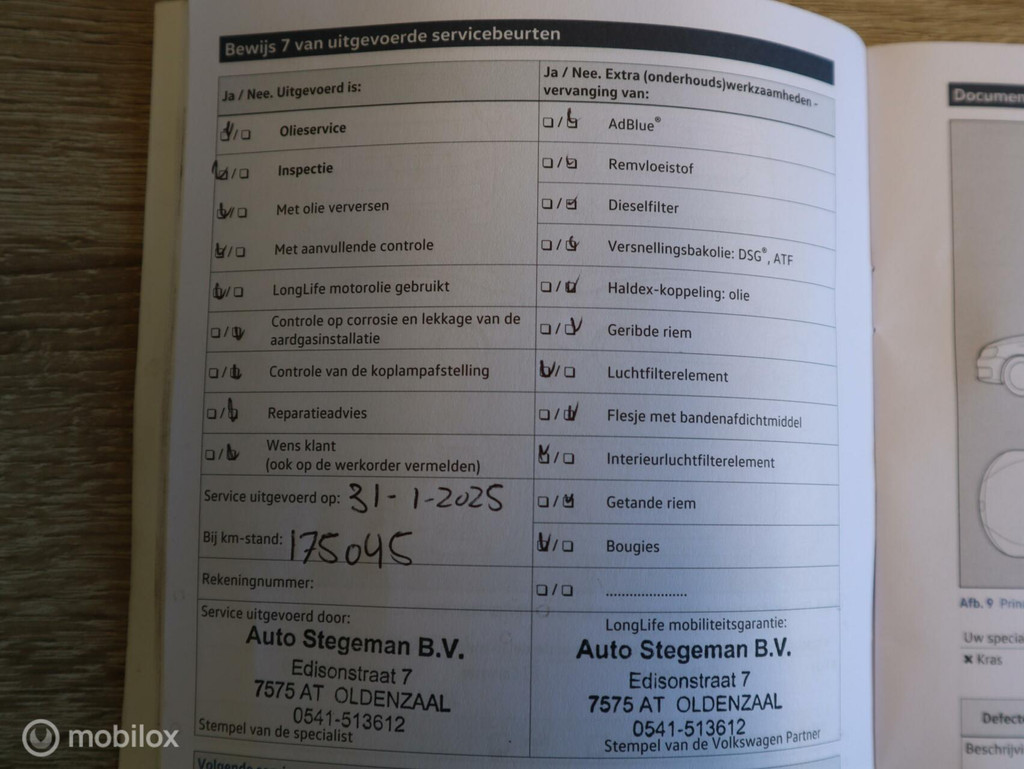 Bewijs 7 van uitgevoerde servicebeurten
Ja / Nee. Uitgevoerd is:
Olieservice
Inspectie
Met olie verversen
Met aanvullende controle
LongLife motorolie gebruikt
Controle op corrosie en lekkage van de
aardgasinstallatie
Controle van de koplampafstelling
Reparatieadvies
Wens klant
(ook op de werkorder vermelden)
Service uitgevoerd op: 31-1-2025
Bij km-stand: 175045
Rekeningnummer:
Service uitgevoerd door:
Auto Stegeman B.V.
Edisonstraat 7
7575 AT OLDENZAAL
0541-513612
Stempel van de specialist
Ja / Nee. Extra (onderhouds)werkzaamheden -
vervanging van:
AdBlue®
Remvloeistof
Dieselfilter
Versnellingsbakolie: DSG®, ATF
Haldex-koppeling: olie
Geribde riem
Luchtfilterelement
Flesje met bandenafdichtmiddel
Interieurluchtfilterelement
Getande riem
Bougies
.....................
LongLife mobiliteitsgarantie:
Auto Stegeman B.V.
Edisonstraat 7
7575 AT OLDENZAAL
0541-513612
Stempel van de Volkswagen Partner
Documen
Afb. 9 Prin
Uw specia
Kras
Defecte
Beschrijvi
mobilox